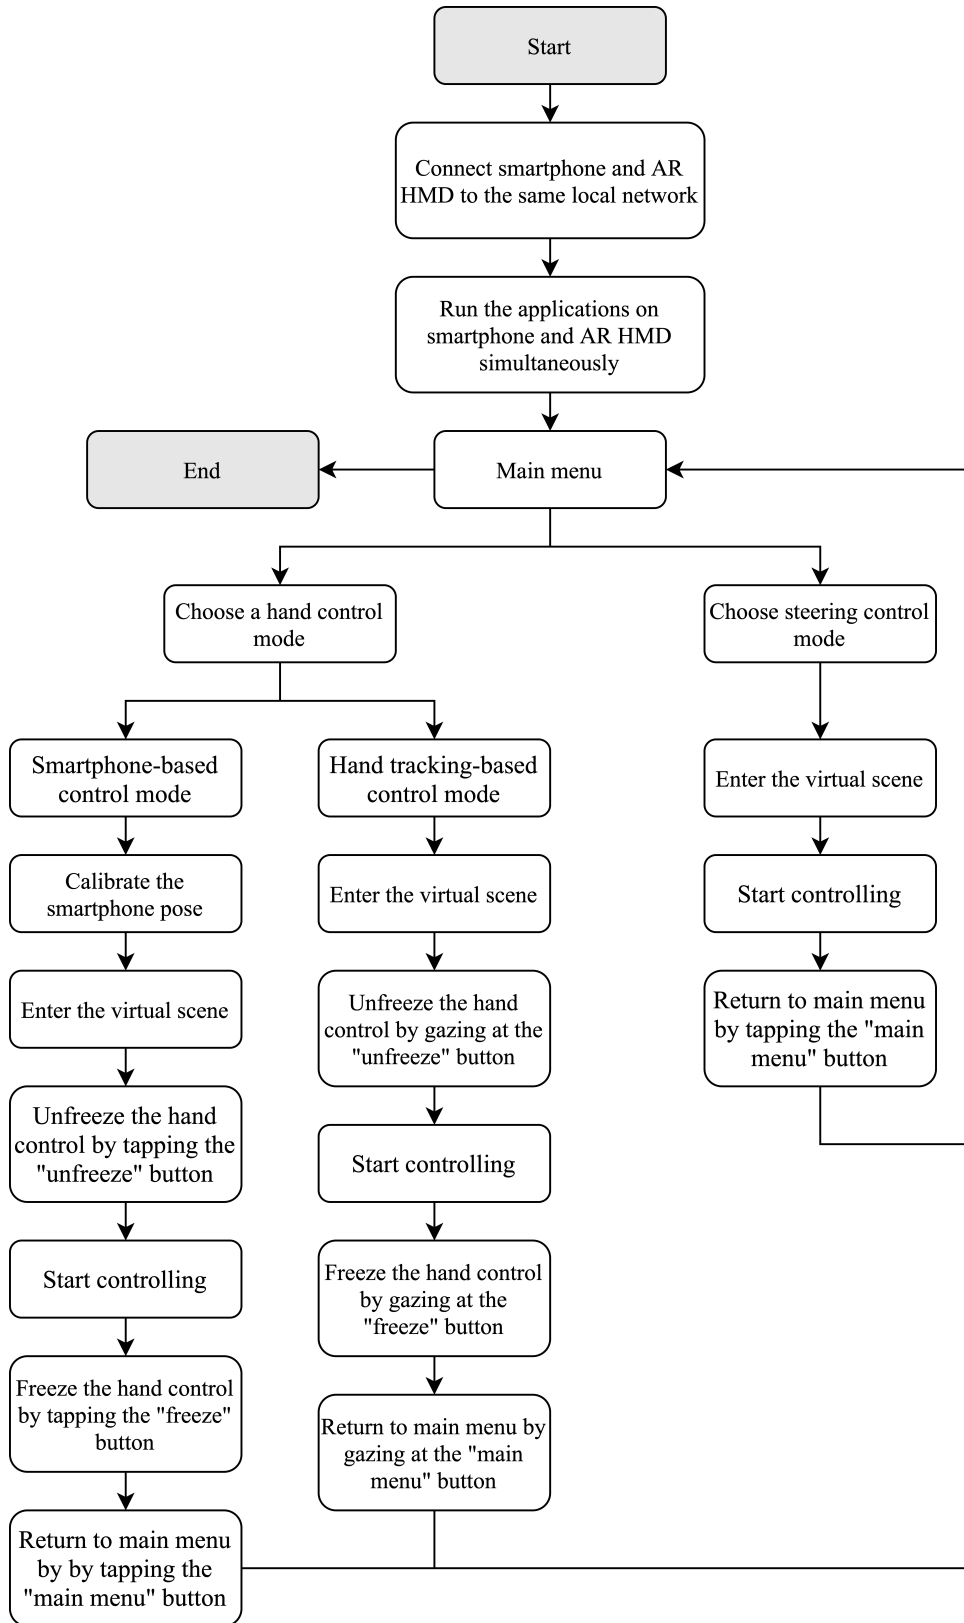 Start
Connect smartphone and AR
HMD to the same local network
Run the applications on
smartphone and AR HMD
simultaneously
End
Main menu
Choose a hand control
mode
Choose steering control
mode
Smartphone-based
control mode
Calibrate the
smartphone pose
Enter the virtual scene
Unfreeze the hand
control by tapping the
"unfreeze" button
Start controlling
Freeze the hand control
by tapping the "freeze"
button
Return to main menu
by by tapping the
"main menu" button
Hand tracking-based
control mode
Enter the virtual scene
Unfreeze the hand
control by gazing at the
"unfreeze" button
Start controlling
Freeze the hand control
by gazing at the
"freeze" button
Return to main menu by
gazing at the "main
menu" button
Enter the virtual scene
Start controlling
Return to main menu
by tapping the "main
menu" button